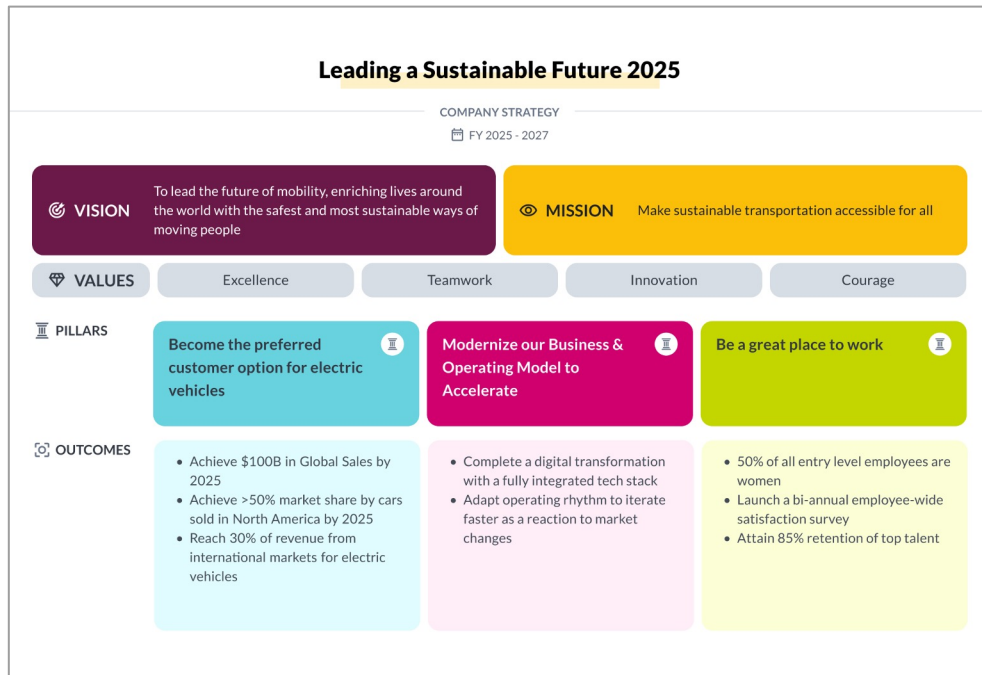 Leading a Sustainable Future 2025
COMPANY STRATEGY
FY 2025 - 2027
VISION
To lead the future of mobility, enriching lives around
the world with the safest and most sustainable ways of
moving people
MISSION
Make sustainable transportation accessible for all
VALUES
Excellence
Teamwork
Innovation
Courage
PILLARS
Become the preferred
customer option for electric
vehicles
Modernize our Business &
Operating Model to
Accelerate
Be a great place to work
OUTCOMES
• Achieve $100B in Global Sales by
2025
• Achieve >50% market share by cars
sold in North America by 2025
• Reach 30% of revenue from
international markets for electric
vehicles
• Complete a digital transformation
with a fully integrated tech stack
• Adapt operating rhythm to iterate
faster as a reaction to market
changes
• 50% of all entry level employees are
women
• Launch a bi-annual employee-wide
satisfaction survey
• Attain 85% retention of top talent